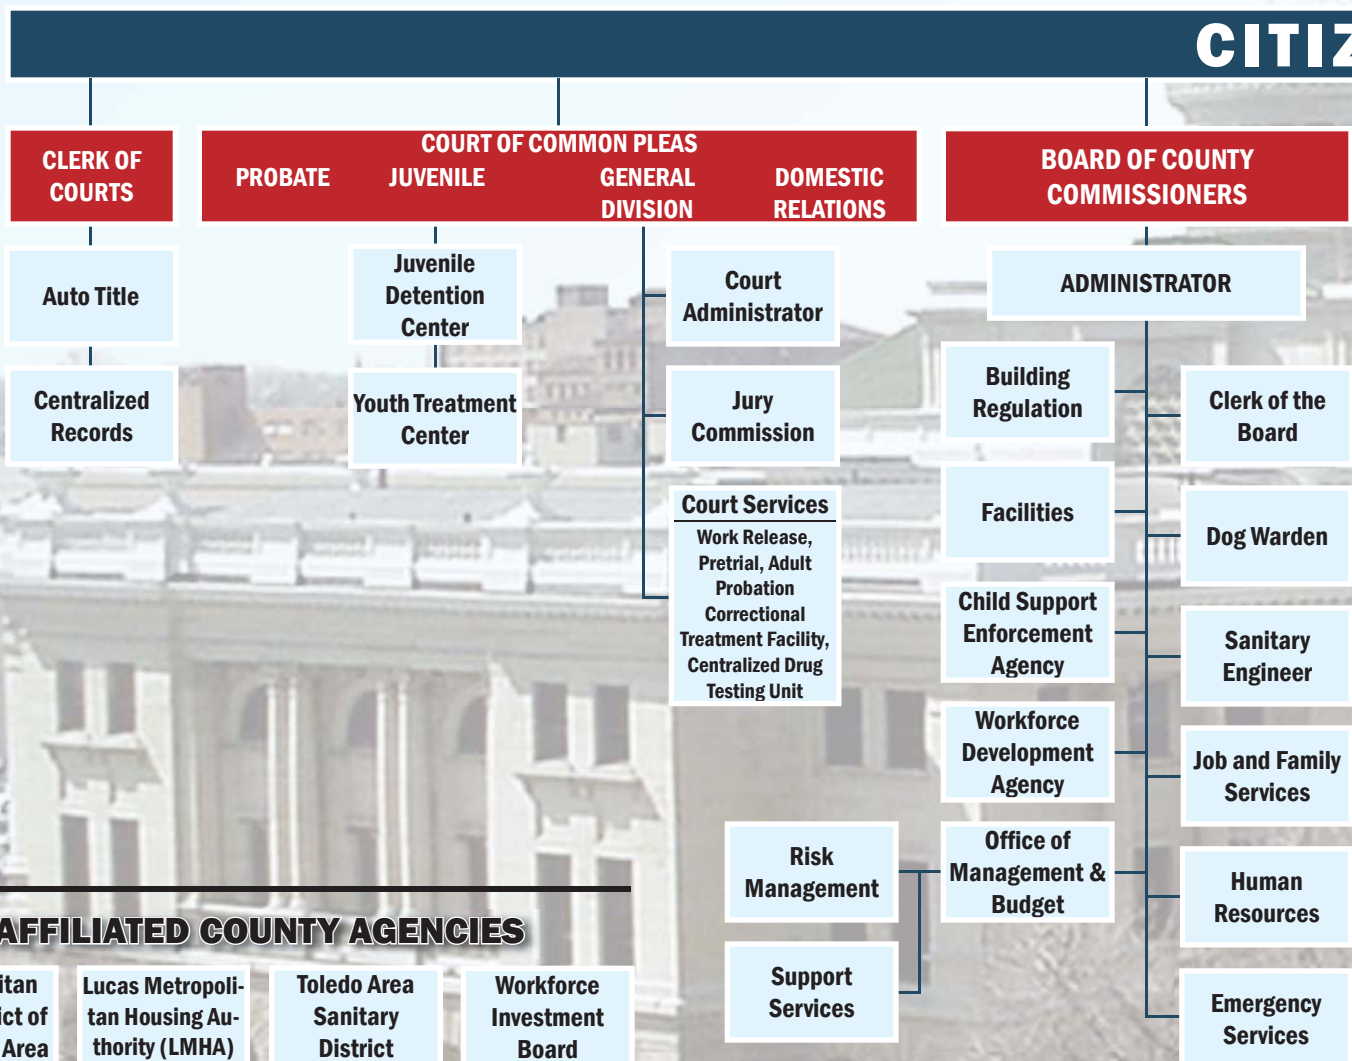 CITIZ
CLERK OF
COURTS
COURT OF COMMON PLEAS
PROBATE
JUVENILE
GENERAL
DIVISION
DOMESTIC
RELATIONS
BOARD OF COUNTY
COMMISSIONERS
Auto Title
Centralized
Records
Juvenile
Detention
Center
Youth Treatment
Center
Court
Administrator
Jury
Commission
Court Services
Work Release,
Pretrial, Adult
Probation
Correctional
Treatment Facility,
Centralized Drug
Testing Unit
ADMINISTRATOR
Building
Regulation
Clerk of the
Board
Facilities
Dog Warden
Child Support
Enforcement
Agency
Sanitary
Engineer
Workforce
Development
Agency
Job and Family
Services
Office of
Management &
Budget
Risk
Management
Support
Services
Human
Resources
Emergency
Services
AFFILIATED COUNTY AGENCIES
itan
ict of
Area
Lucas Metropoli-
tan Housing Au-
thority (LMHA)
Toledo Area
Sanitary
District
Workforce
Investment
Board